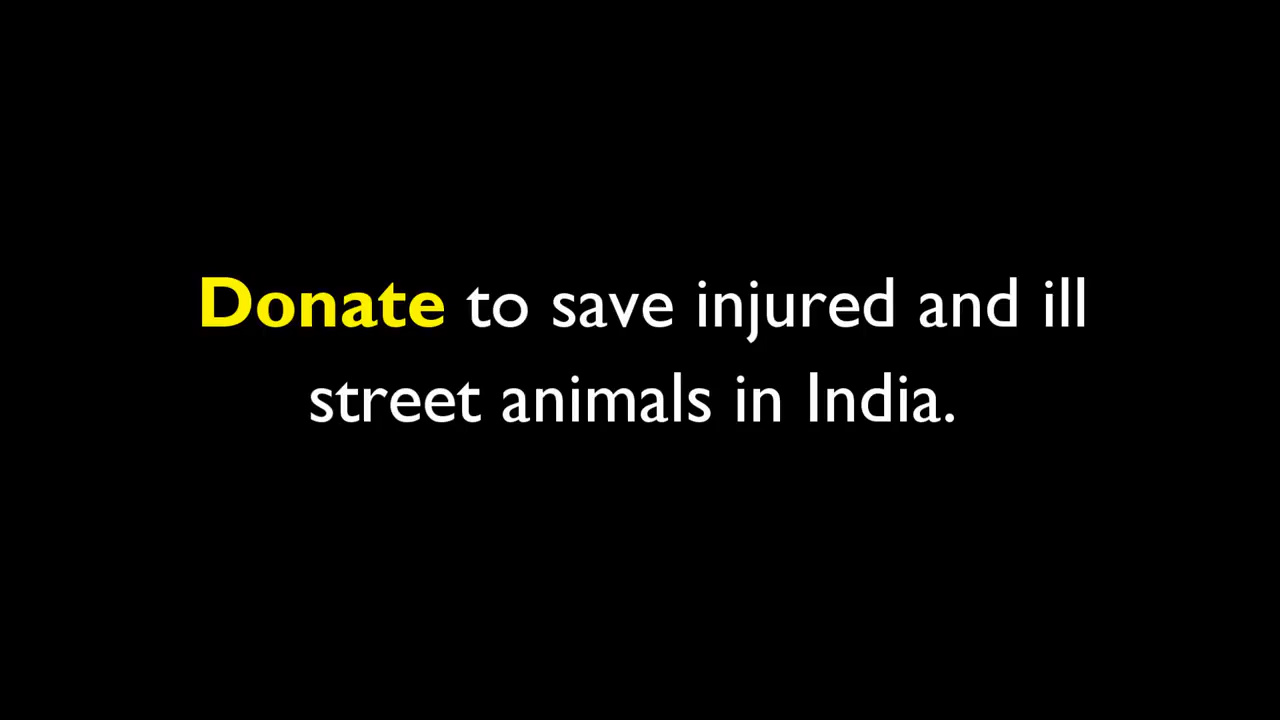 Donate to save injured and ill
street animals in India.